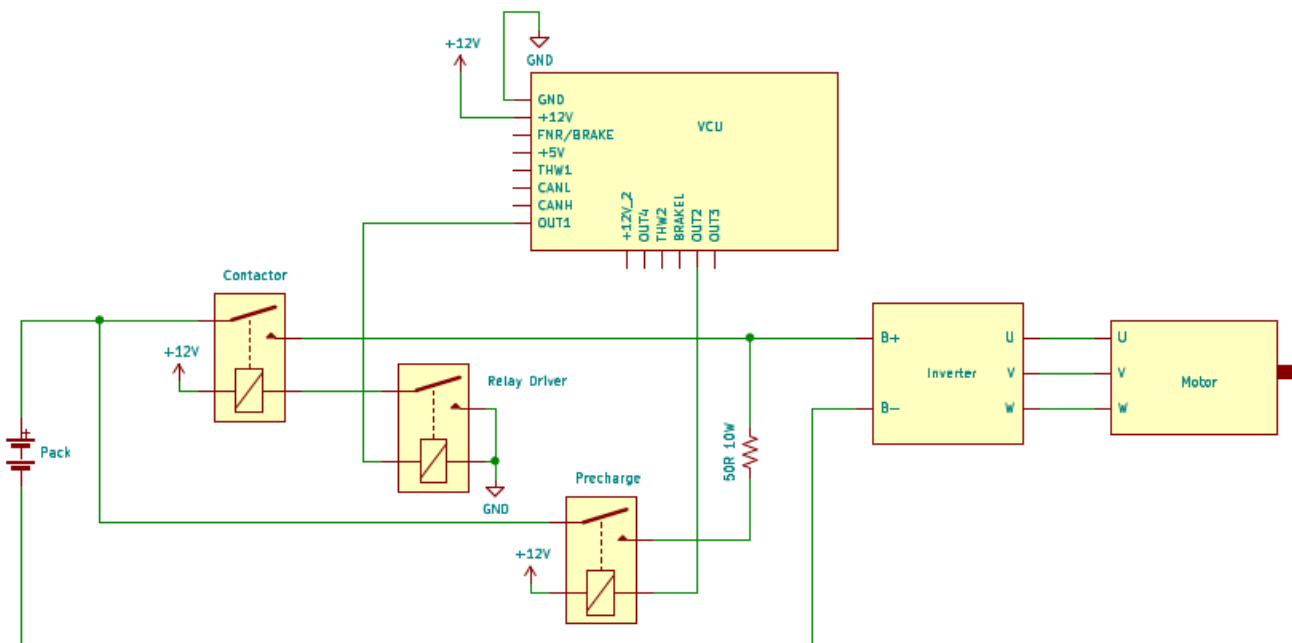 +12V
GND
GND
+12V
FNR/BRAKE
+5V
THW1
CANL
CANH
OUT1
VCU
+12V_2
OUT4
THW2
BRAKEL
OUT2
OUT3
Contactor
+12V
Relay Driver
GND
+
Pack
Precharge
+12V
50R 10W
B+
B-
Inverter
U
V
W
U
V
W
Motor